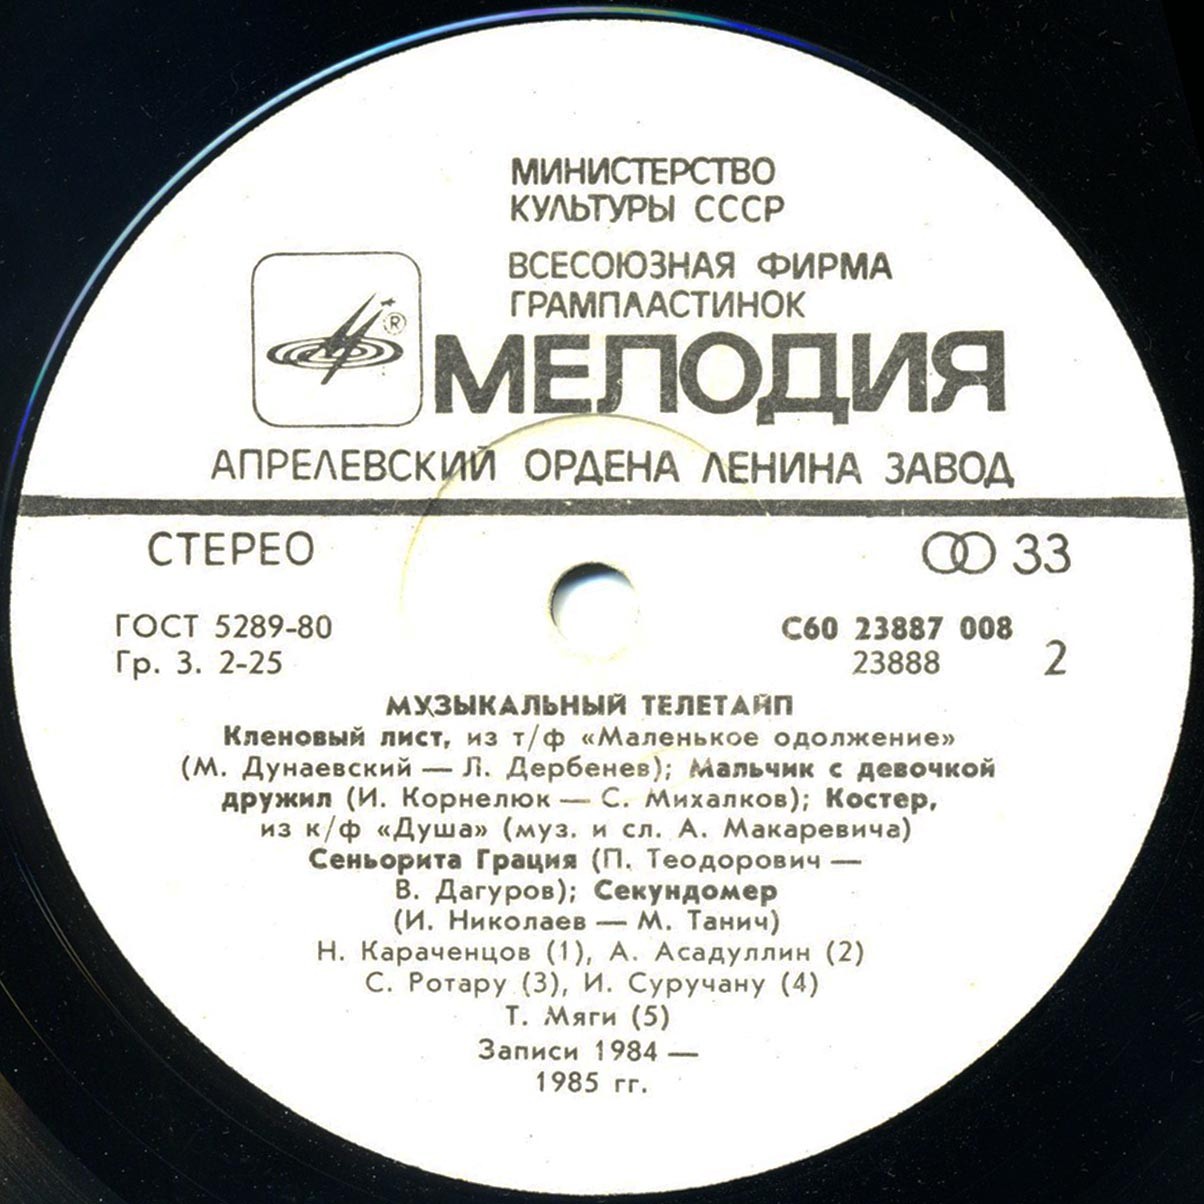 МИНИСТЕРСТВО
КУЛЬТУРЫ СССР
ВСЕСОЮЗНАЯ ФИРМА
ГРАМПЛАСТИНОК
®
МЕЛОДИЯ
АПРЕЛЕВСКИЙ ОРДЕНА ЛЕНИНА ЗАВОД
СТЕРЕО
33
ГОСТ 5289-80
С60 23887 008
Гр. 3. 2-25
23888
2
МУЗЫКАЛЬНЫЙ ТЕЛЕТАЙП
Кленовый лист, из т/ф «Маленькое одолжение»
(М. Дунаевский — Л. Дербенев); Мальчик с девочкой
дружил (И. Корнелюк — С. Михалков); Костер,
из к/ф «Душа» (муз. и сл. А. Макаревича)
Сеньорита Грация (П. Теодорович —
В. Дагуров); Секундомер
(И. Николаев — М. Танич)
Н. Караченцов (1), А. Асадуллин (2)
С. Ротару (3), И. Суручану (4)
Т. Мяги (5)
Записи 1984 —
1985 гг.